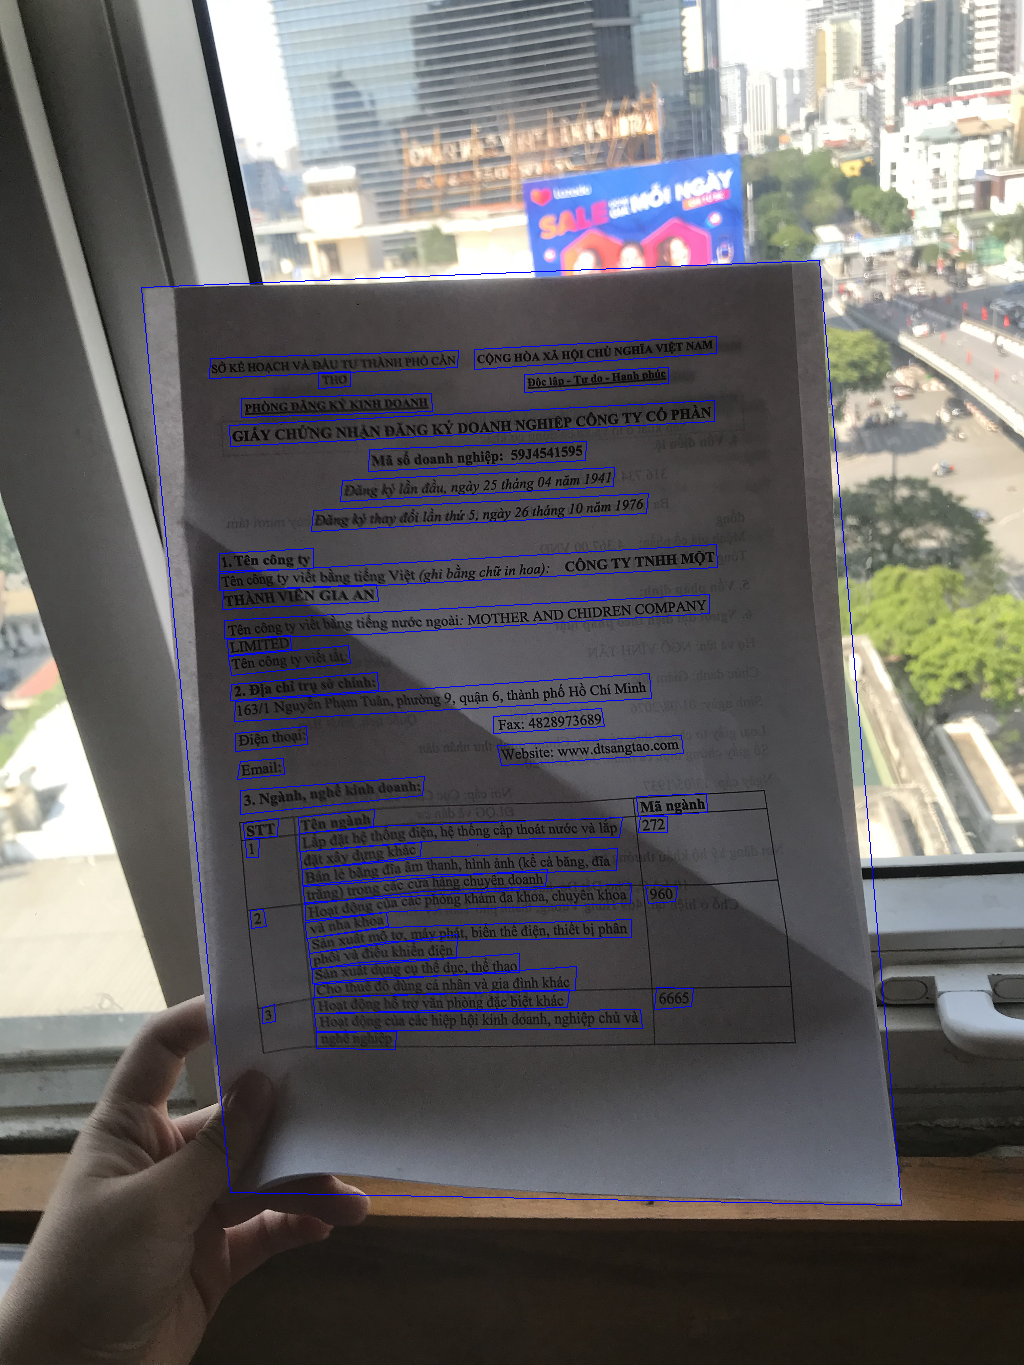 lazada
SALE GIÁ MỖI NGÀY
SỞ KẾ HOẠCH VÀ ĐẦU TƯ THÀNH PHỐ CẦN
THƠ
PHÒNG ĐĂNG KÝ KINH DOANH
CỘNG HÒA XÃ HỘI CHỦ NGHĨA VIỆT NAM
Độc lập - Tự do - Hạnh phúc
GIẤY CHỨNG NHẬN ĐĂNG KÝ DOANH NGHIỆP CÔNG TY CỔ PHẦN
Mã số doanh nghiệp: 59J4541595
Đăng ký lần đầu, ngày 25 tháng 04 năm 1941
Đăng ký thay đổi lần thứ 5, ngày 26 tháng 10 năm 1976
1. Tên công ty
Tên công ty viết bằng tiếng Việt (ghi bằng chữ in hoa): CÔNG TY TNHH MỘT
THÀNH VIÊN GIA AN
Tên công ty viết bằng tiếng nước ngoài: MOTHER AND CHIDREN COMPANY
LIMITED
Tên công ty viết tắt:
2. Địa chỉ trụ sở chính:
163/1 Nguyễn Phạm Tuân, phường 9, quận 6, thành phố Hồ Chí Minh
Điện thoại: Fax: 4828973689
Email: Website: www.dtsangtao.com
3. Ngành, nghề kinh doanh:
STT Tên ngành Mã ngành
1 Lắp đặt hệ thống điện, hệ thống cấp thoát nước và lắp 272
đặt xây dựng khác
Bán lẻ băng đĩa âm thanh, hình ảnh (kể cả băng, đĩa
trắng) trong các cửa hàng chuyên doanh
2 Hoạt động của các phòng khám đa khoa, chuyên khoa 960
và nha khoa
Sản xuất mô tơ, máy phát, biến thế điện, thiết bị phân
phối và điều khiển điện
Sản xuất dụng cụ thể dục, thể thao
Cho thuê đồ dùng cá nhân và gia đình khác
3 Hoạt động hỗ trợ văn phòng đặc biệt khác 6665
Hoạt động của các hiệp hội kinh doanh, nghiệp chủ và
nghề nghiệp